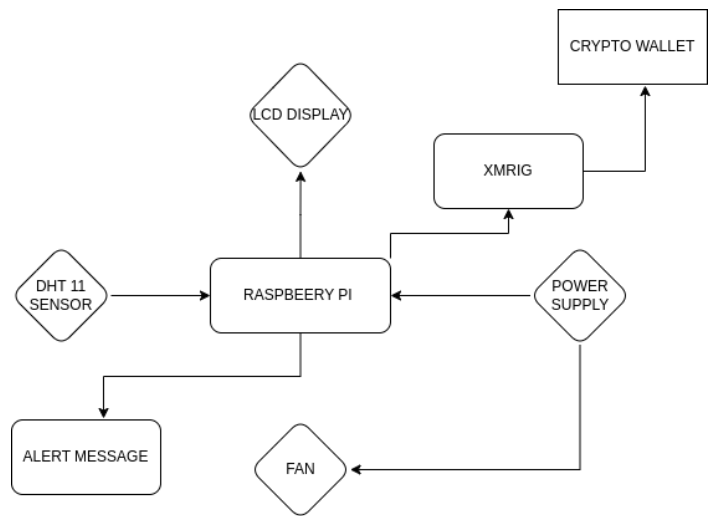 CRYPTO WALLET
LCD DISPLAY
XMRIG
DHT 11
SENSOR
RASPBEERY PI
POWER
SUPPLY
ALERT MESSAGE
FAN